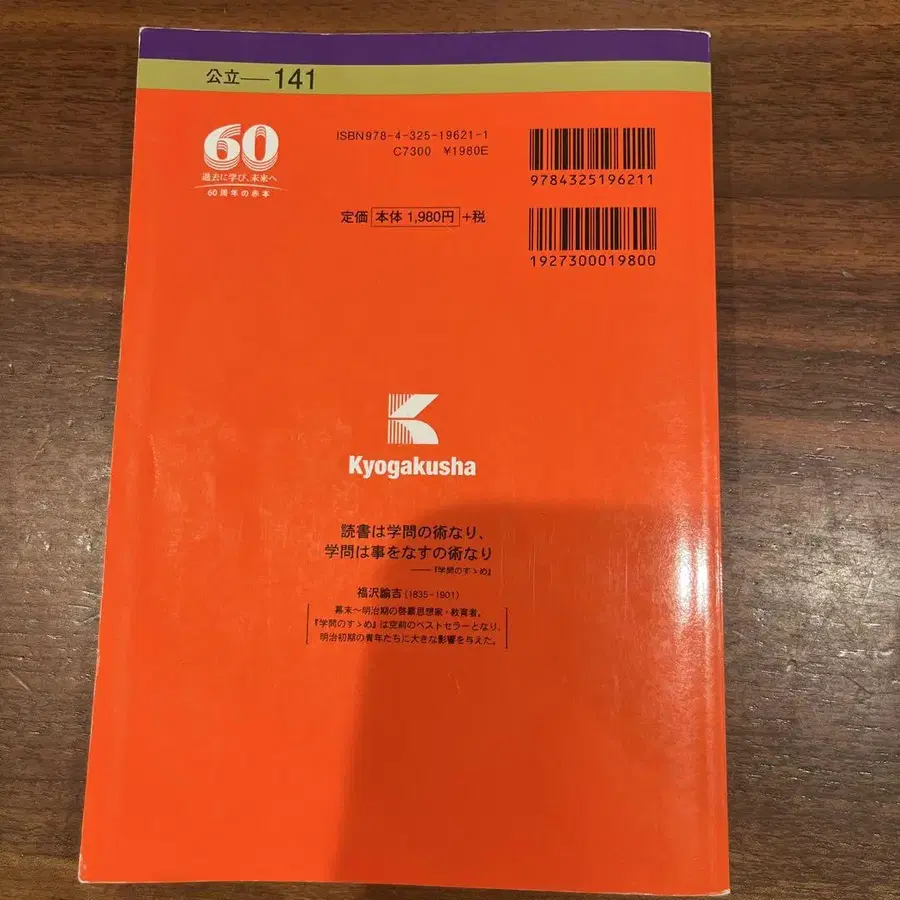 公立──141
60
過去に学び、未来へ
60周年の赤本
ISBN978-4-325-19621-1
C7300 ¥1980E
9784325196211
定価 本体 1,980円 +税
1927300019800
Kyogakusha
読書は学問の術なり、
学問は事をなすの術なり
──『学問のすゝめ』
福沢諭吉(1835-1901)
幕末〜明治期の啓蒙思想家・教育者。
『学問のすゝめ』は空前のベストセラーとなり、
明治初期の青年たちに大きな影響を与えた。